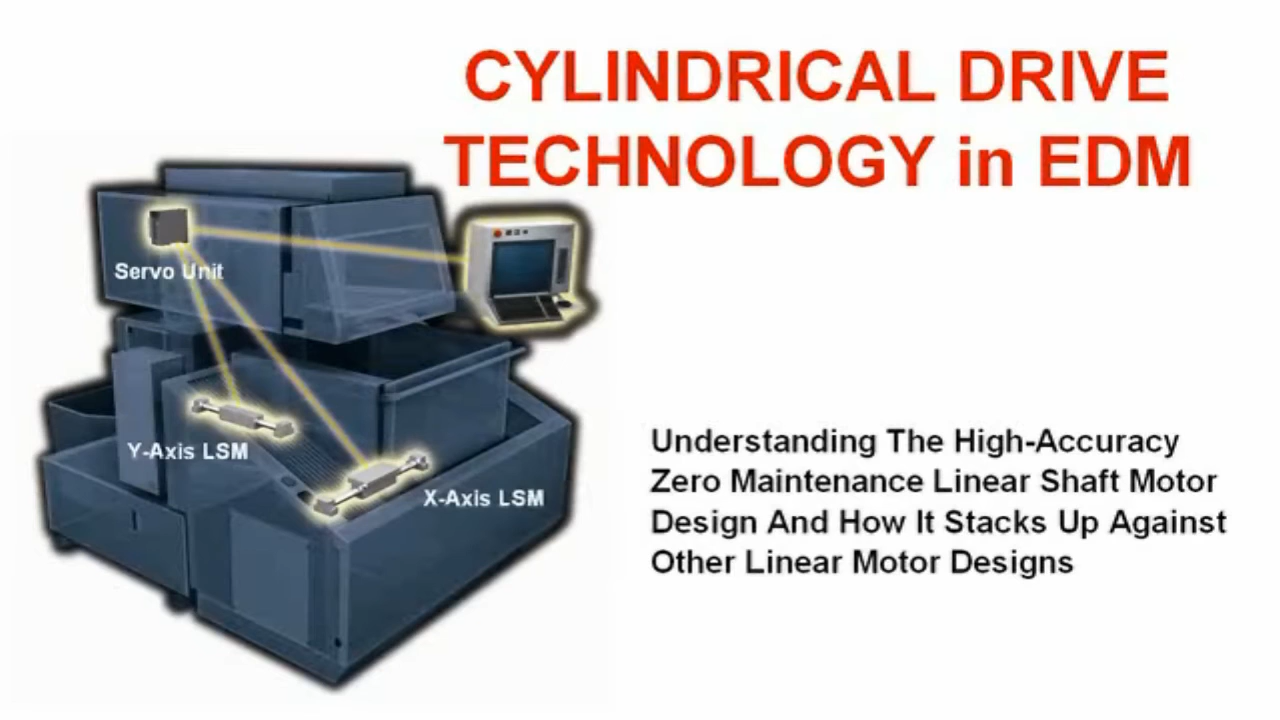 CYLINDRICAL DRIVE
TECHNOLOGY in EDM
Servo Unit
Y-Axis LSM
X-Axis LSM
Understanding The High-Accuracy
Zero Maintenance Linear Shaft Motor
Design And How It Stacks Up Against
Other Linear Motor Designs